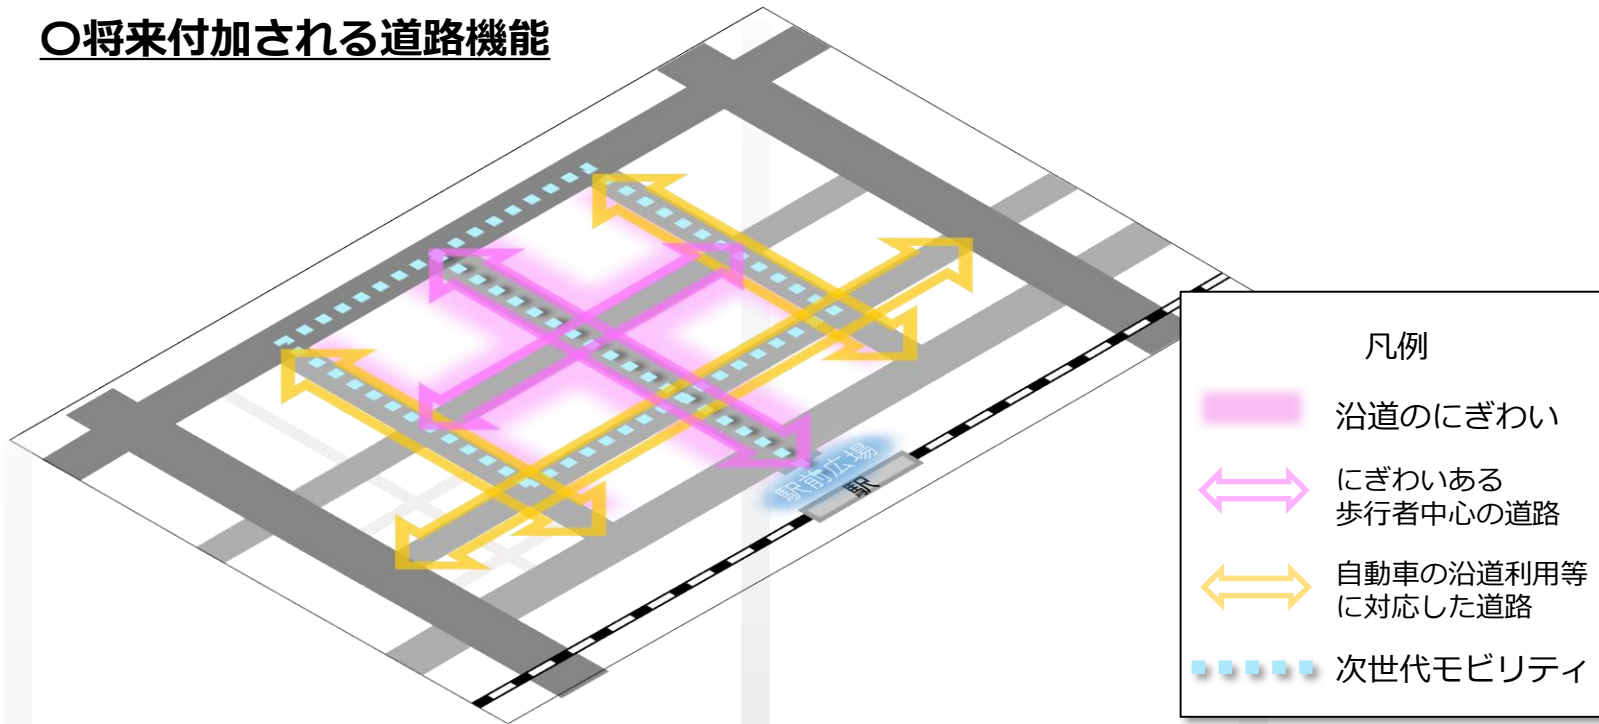 〇将来付加される道路機能
駅前広場
駅
凡例
沿道のにぎわい
にぎわいある
歩行者中心の道路
自動車の沿道利用等
に対応した道路
次世代モビリティ